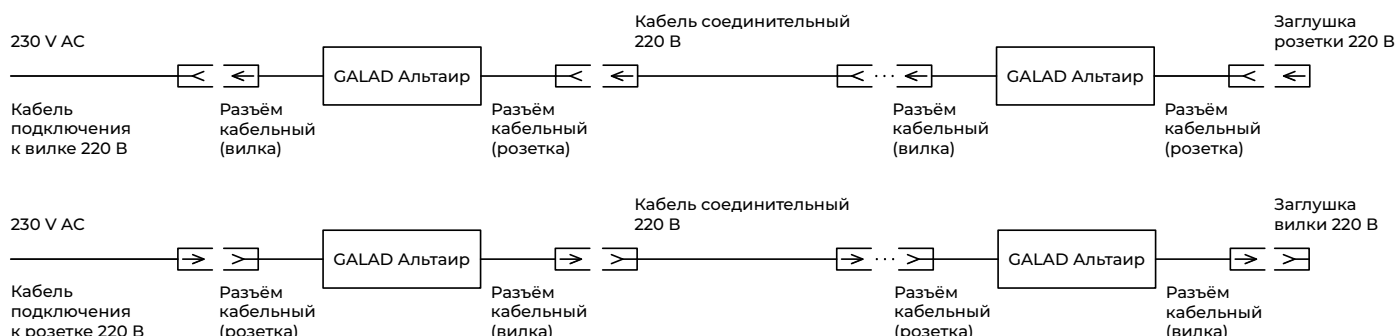 230 V AC
Кабель соединительный
220 В
Заглушка
розетки 220 В
GALAD Альтаир
GALAD Альтаир
Кабель
подключения
к вилке 220 В
Разъём
кабельный
(вилка)
Разъём
кабельный
(розетка)
Разъём
кабельный
(вилка)
Разъём
кабельный
(розетка)
230 V AC
Кабель соединительный
220 В
Заглушка
вилки 220 В
GALAD Альтаир
GALAD Альтаир
Кабель
подключения
к розетке 220 В
Разъём
кабельный
(розетка)
Разъём
кабельный
(вилка)
Разъём
кабельный
(розетка)
Разъём
кабельный
(вилка)